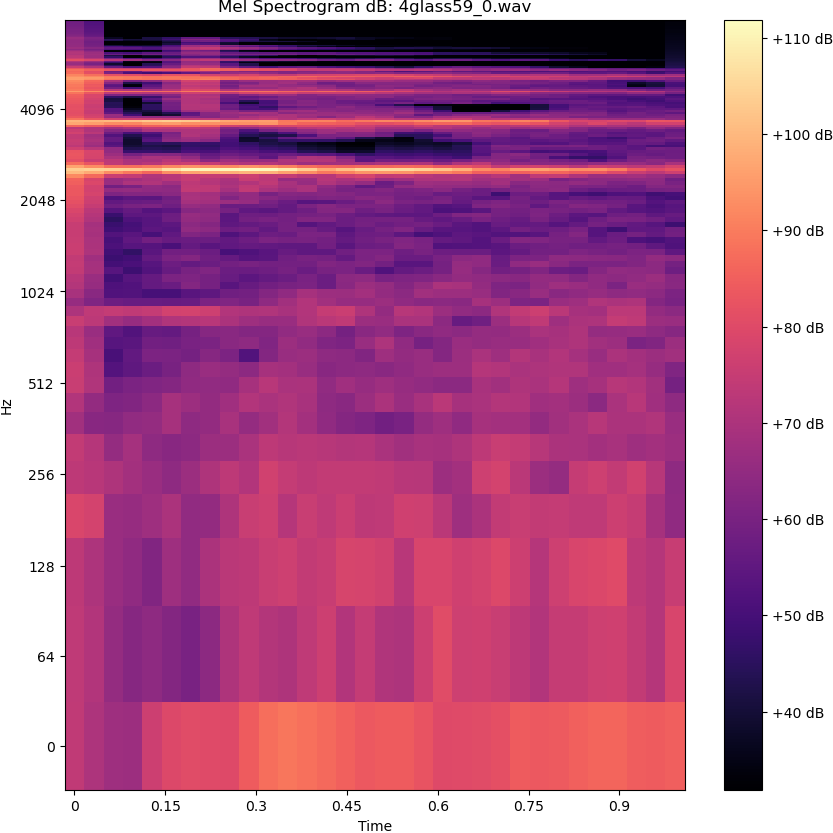 Mel Spectrogram dB: 4glass59_0.wav
+110 dB
4096
+100 dB
2048
+90 dB
1024
+80 dB
512
Hz
+70 dB
256
+60 dB
128
+50 dB
64
+40 dB
0
0 0.15 0.3 0.45 0.6 0.75 0.9
Time